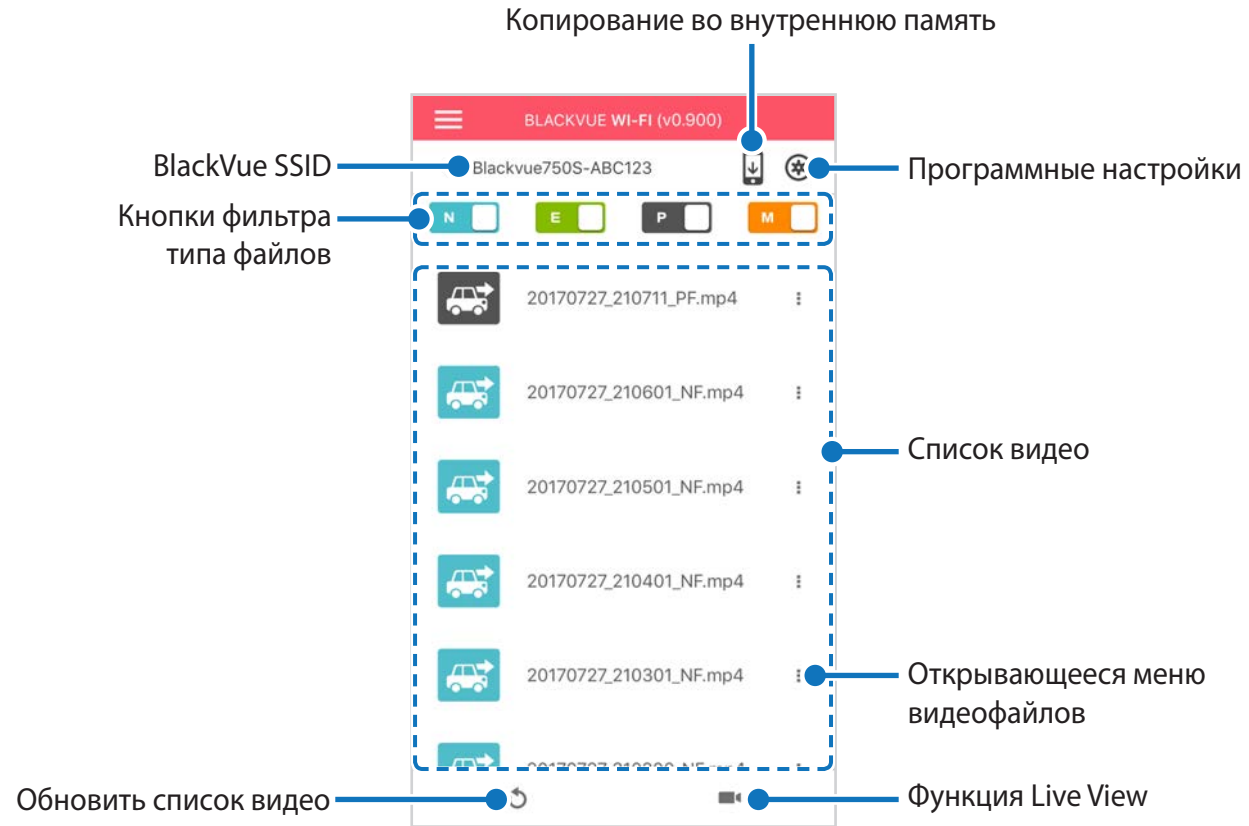 Копирование во внутреннюю память
BLACKVUE WI-FI (v0.900)
BlackVue SSID
Blackvue750S-ABC123
Программные настройки
Кнопки фильтра
типа файлов
N E P M
20170727_210711_PF.mp4
20170727_210601_NF.mp4
Список видео
20170727_210501_NF.mp4
20170727_210401_NF.mp4
20170727_210301_NF.mp4
Открывающееся меню
видеофайлов
Обновить список видео
Функция Live View